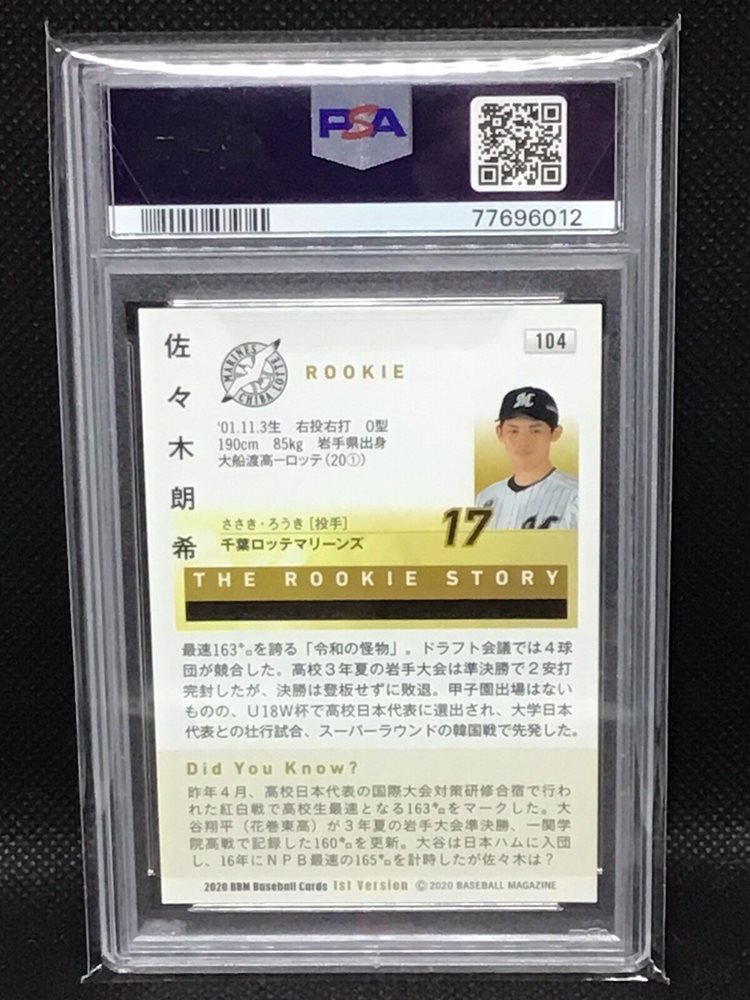 PSA
77696012
104
佐々木朗希
MARINES
CHIBA LOTTE
ROOKIE
'01.11.3生 右投右打 O型
190cm 85kg 岩手県出身
大船渡高ーロッテ(20①)
ささき・ろうき [投手]
千葉ロッテマリーンズ
17
THE ROOKIE STORY
最速163㌔を誇る「令和の怪物」。ドラフト会議では4球
団が競合した。高校3年夏の岩手大会は準決勝で2安打
完封したが、決勝は登板せずに敗退。甲子園出場はない
ものの、U18W杯で高校日本代表に選出され、大学日本
代表との壮行試合、スーパーラウンドの韓国戦で先発した。
Did You Know?
昨年4月、高校日本代表の国際大会対策研修合宿で行わ
れた紅白戦で高校生最速となる163㌔をマークした。大
谷翔平(花巻東高)が3年夏の岩手大会準決勝、一関学
院高戦で記録した160㌔を更新。大谷は日本ハムに入団
し、16年にNPB最速の165㌔を計時したが佐々木は?
2020 BBM Baseball Cards 1st Version © 2020 BASEBALL MAGAZINE